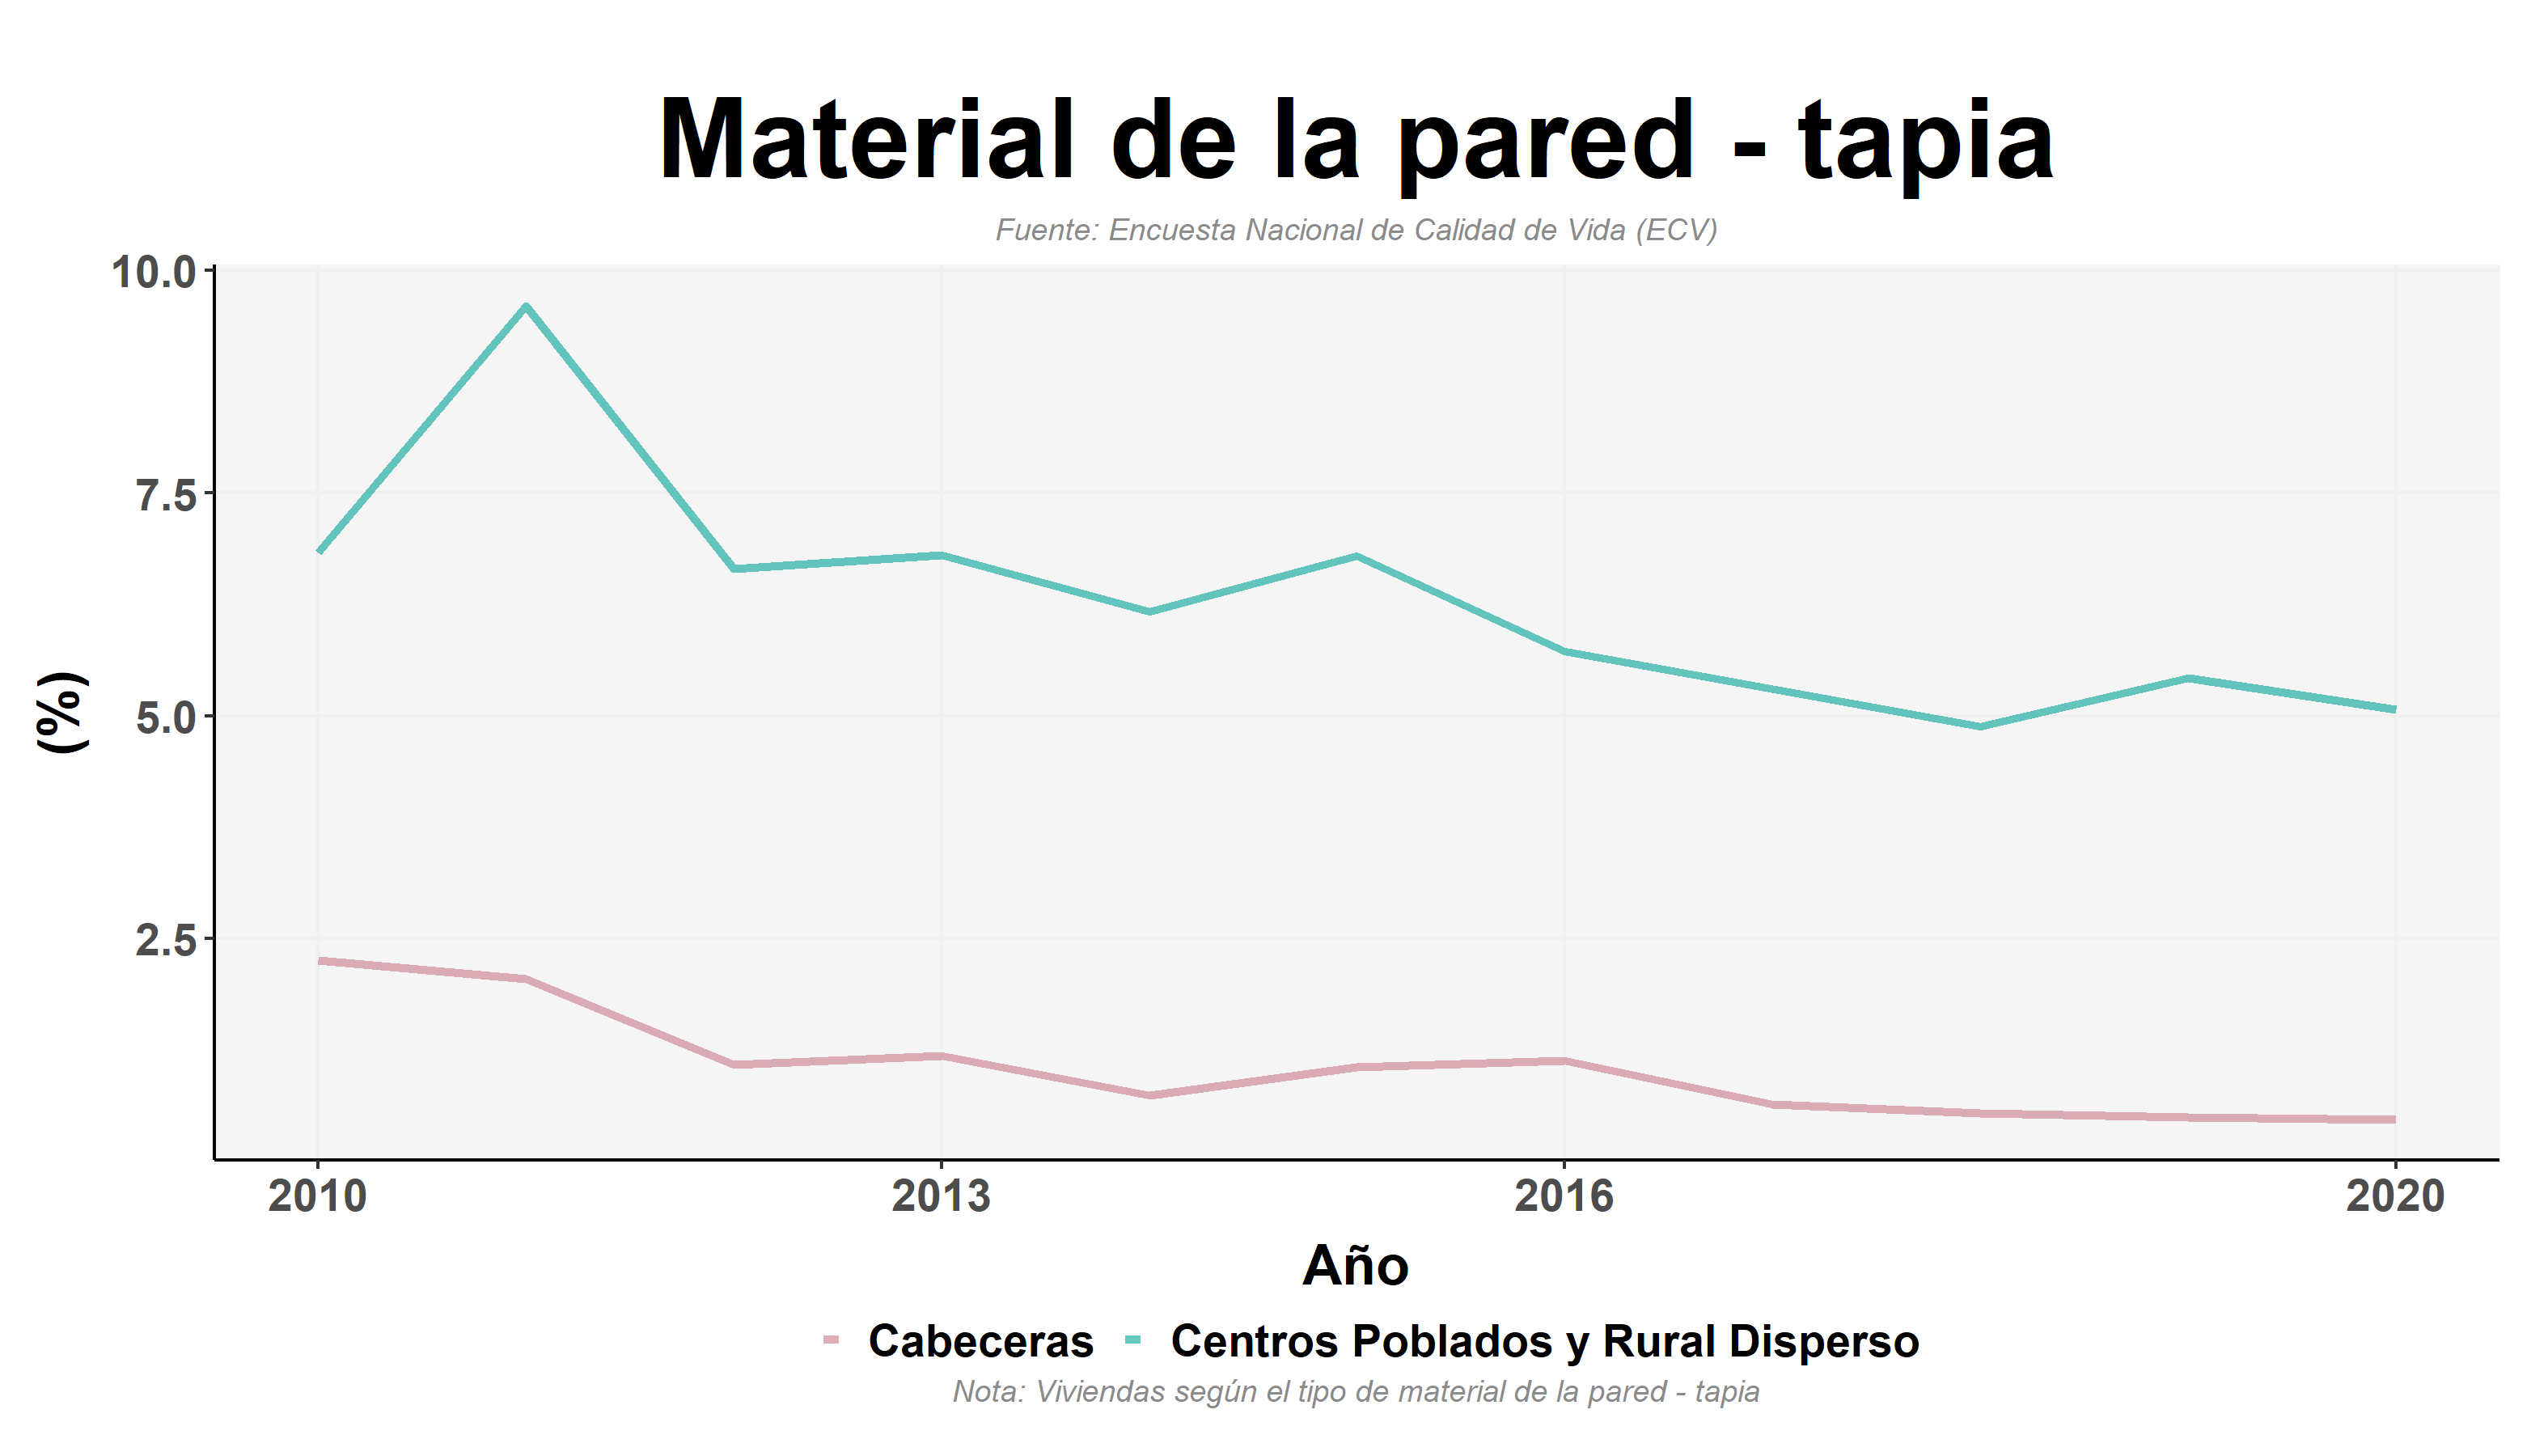 Material de la pared - tapia
Fuente: Encuesta Nacional de Calidad de Vida (ECV)
10.0
7.5
5.0
2.5
(%)
2010 2013 2016 2020
Año
Cabeceras Centros Poblados y Rural Disperso
Nota: Viviendas según el tipo de material de la pared - tapia